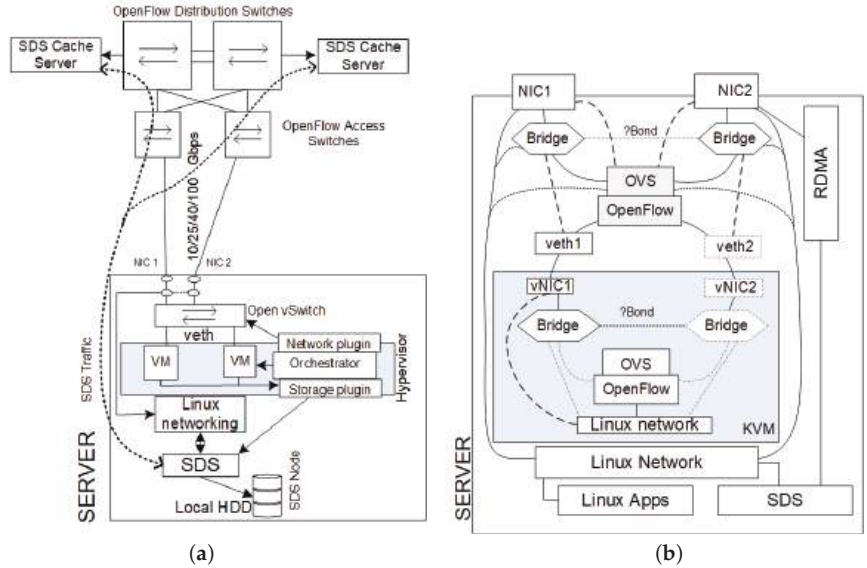 OpenFlow Distribution Switches
SDS Cache
Server
SDS Cache
Server
OpenFlow Access
Switches
10/25/40/100 Gbps
NIC 1
NIC 2
Open vSwitch
veth
Network plugin
VM
VM
Orchestrator
Storage plugin
Hypervisor
SDS Traffic
Linux
networking
SDS
SDS Node
Local HDD
SERVER
(a)
NIC1
NIC2
Bridge
?Bond
Bridge
RDMA
OVS
OpenFlow
veth1
veth2
vNIC1
vNIC2
Bridge
?Bond
Bridge
OVS
OpenFlow
Linux network
KVM
Linux Network
Linux Apps
SDS
SERVER
(b)